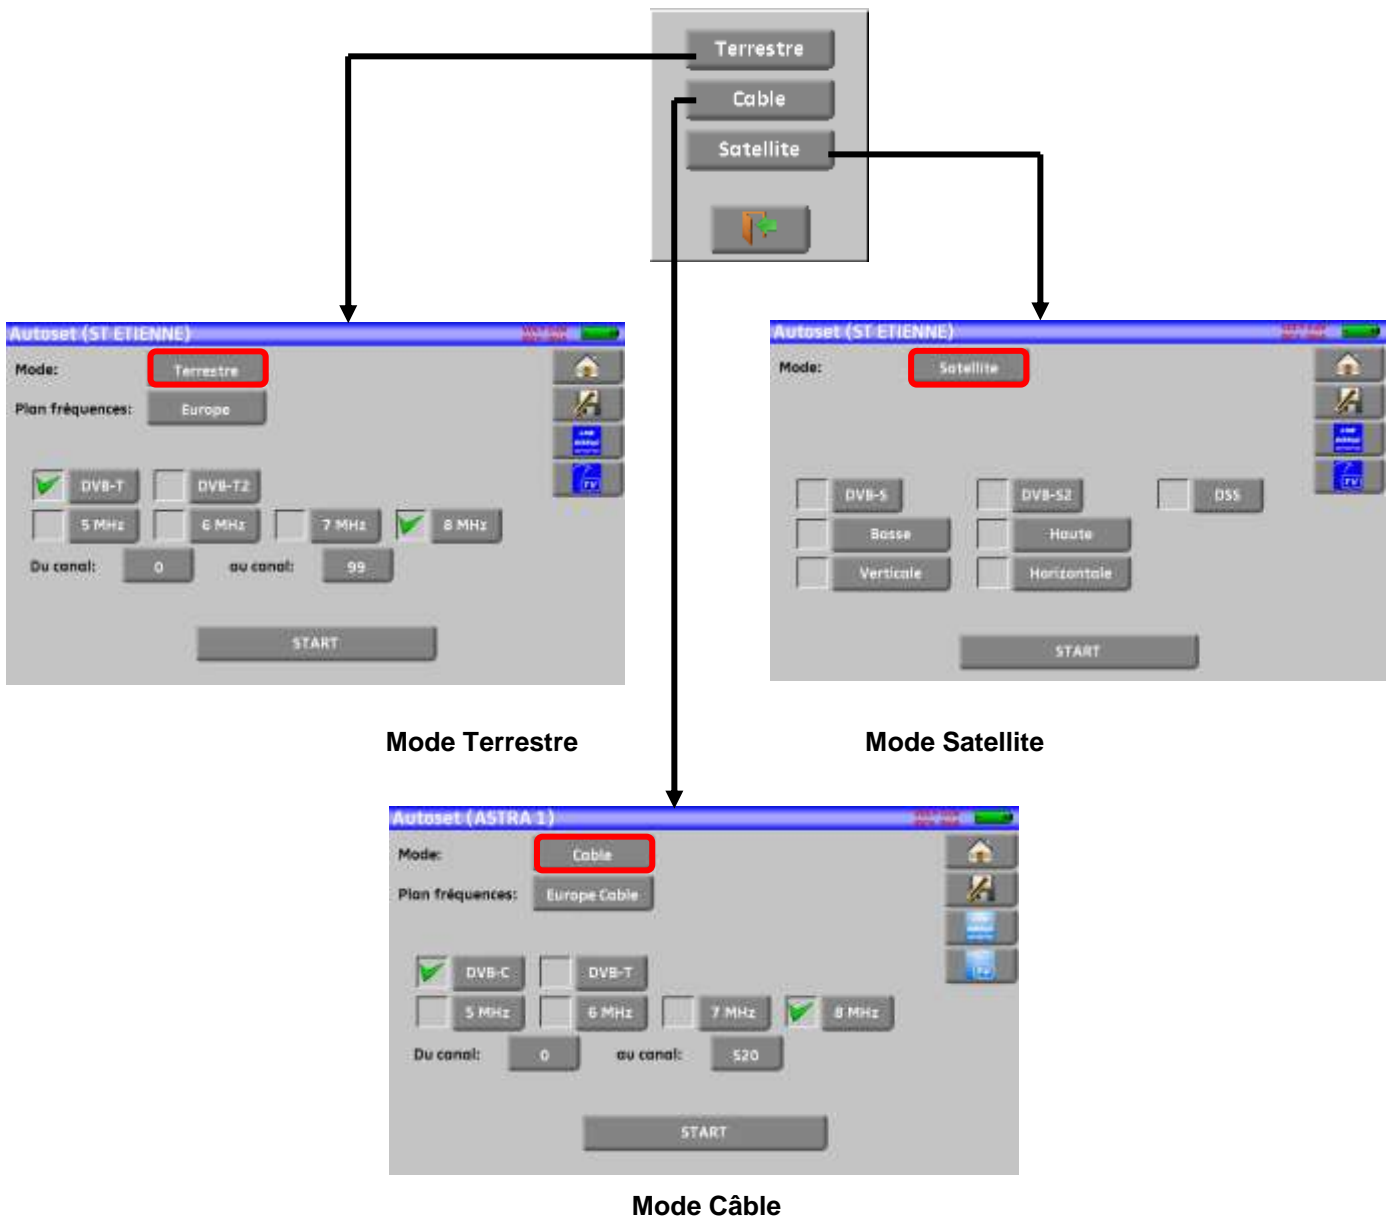 Terrestre
Cable
Satellite
Autoset (ST ETIENNE)
Mode:
Terrestre
Plan fréquences:
Europe
DVB-T
DVB-T2
5 MHz
6 MHz
7 MHz
8 MHz
Du canal:
0
au canal:
99
START
TV
Mode Terrestre
Autoset (ST ETIENNE)
Mode:
Satellite
DVB-S
DVB-S2
DSS
Basse
Haute
Verticale
Horizontale
START
TV
Mode Satellite
Autoset (ASTRA 1)
Mode:
Cable
Plan fréquences:
Europe Cable
DVB-C
DVB-T
5 MHz
6 MHz
7 MHz
8 MHz
Du canal:
0
au canal:
520
START
TV
Mode Câble